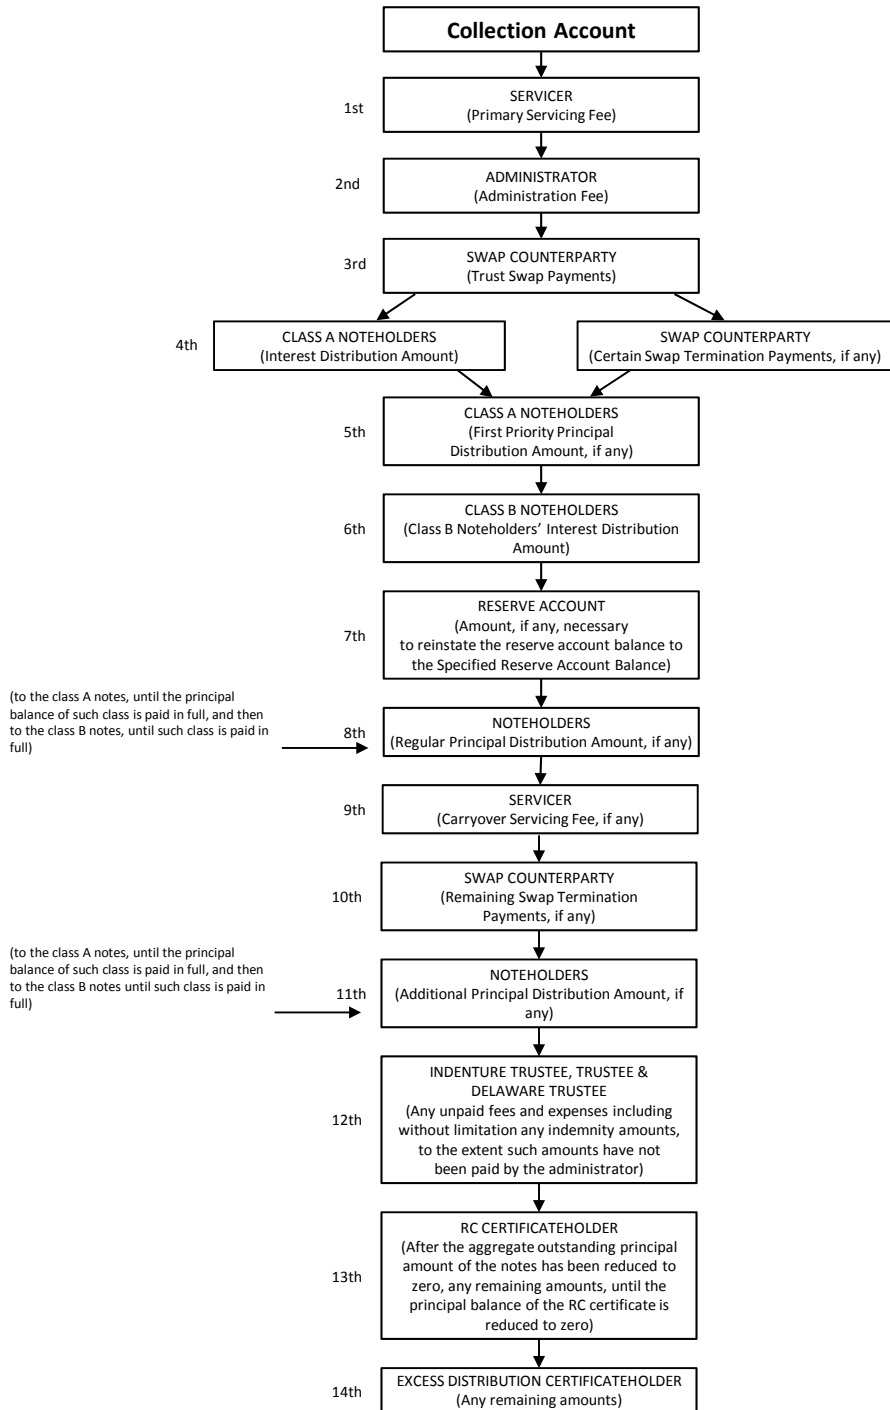 Collection Account
1st
SERVICER
(Primary Servicing Fee)
2nd
ADMINISTRATOR
(Administration Fee)
3rd
SWAP COUNTERPARTY
(Trust Swap Payments)
4th
CLASS A NOTEHOLDERS
(Interest Distribution Amount)
SWAP COUNTERPARTY
(Certain Swap Termination Payments, if any)
5th
CLASS A NOTEHOLDERS
(First Priority Principal
Distribution Amount, if any)
6th
CLASS B NOTEHOLDERS
(Class B Noteholders’ Interest Distribution
Amount)
7th
RESERVE ACCOUNT
(Amount, if any, necessary
to reinstate the reserve account balance to
the Specified Reserve Account Balance)
(to the class A notes, until the principal
balance of such class is paid in full, and then
to the class B notes, until such class is paid in
full)
8th
NOTEHOLDERS
(Regular Principal Distribution Amount, if any)
9th
SERVICER
(Carryover Servicing Fee, if any)
10th
SWAP COUNTERPARTY
(Remaining Swap Termination
Payments, if any)
(to the class A notes, until the principal
balance of such class is paid in full, and then
to the class B notes until such class is paid in
full)
11th
NOTEHOLDERS
(Additional Principal Distribution Amount, if
any)
12th
INDENTURE TRUSTEE, TRUSTEE &
DELAWARE TRUSTEE
(Any unpaid fees and expenses including
without limitation any indemnity amounts,
to the extent such amounts have not
been paid by the administrator)
13th
RC CERTIFICATEHOLDER
(After the aggregate outstanding principal
amount of the notes has been reduced to
zero, any remaining amounts, until the
principal balance of the RC certificate is
reduced to zero)
14th
EXCESS DISTRIBUTION CERTIFICATEHOLDER
(Any remaining amounts)